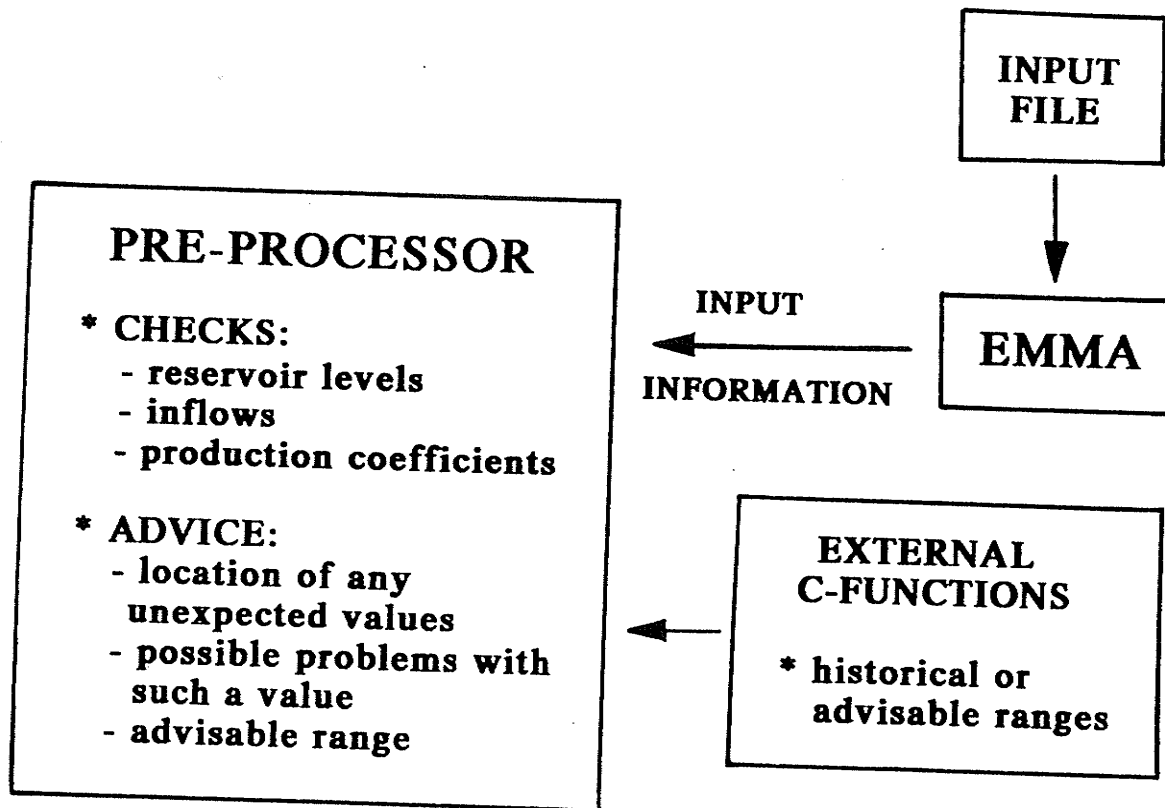 INPUT
FILE
PRE-PROCESSOR
* CHECKS:
- reservoir levels
- inflows
- production coefficients
* ADVICE:
- location of any
unexpected values
- possible problems with
such a value
- advisable range
INPUT
INFORMATION
EMMA
EXTERNAL
C-FUNCTIONS
* historical or
advisable ranges